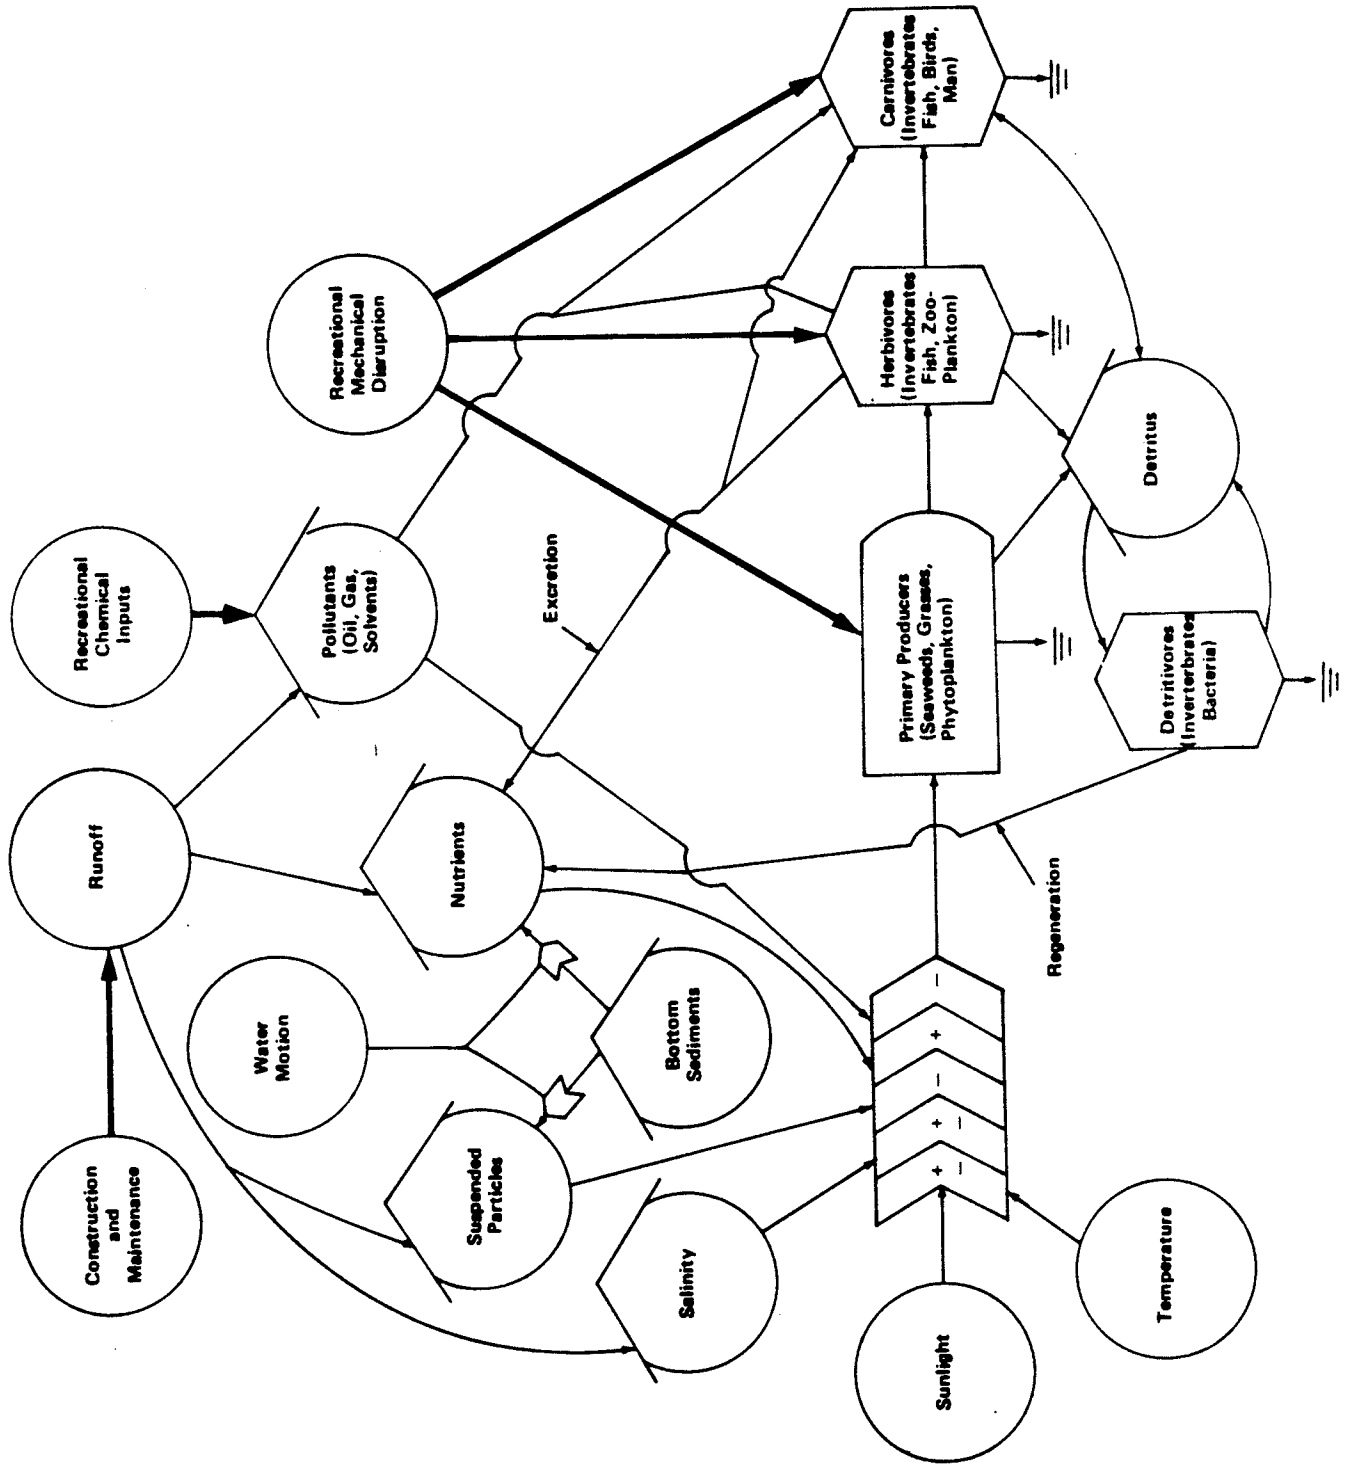 Construction
and
Maintenance
Runoff
Recreational
Chemical
Inputs
Water
Motion
Pollutants
(Oil, Gas,
Solvents)
Recreational
Mechanical
Disruption
Nutrients
Suspended
Particles
Excretion
Bottom
Sediments
Salinity
Sunlight
+ + − + −
− −
Primary Producers
(Seaweeds, Grasses,
Phytoplankton)
Herbivores
(Invertebrates
Fish, Zoo-
Plankton)
Carnivores
(Invertebrates
Fish, Birds,
Man)
Regeneration
Temperature
Detritivores
(Inverterbrates
Bacteria)
Detritus